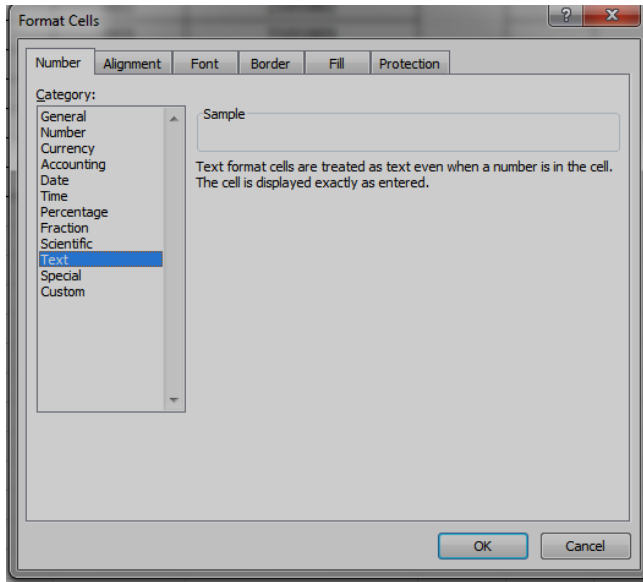 Format Cells
? X
Number Alignment Font Border Fill Protection
Category:
General
Number
Currency
Accounting
Date
Time
Percentage
Fraction
Scientific
Text
Special
Custom
Sample
Text format cells are treated as text even when a number is in the cell.
The cell is displayed exactly as entered.
OK Cancel